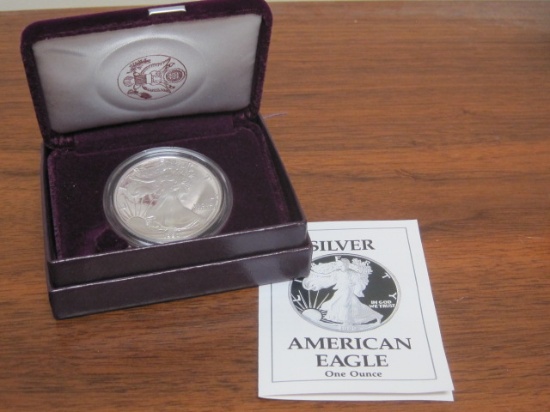 SILVER
IN GOD
WE TRUST
AMERICAN
EAGLE
One Ounce